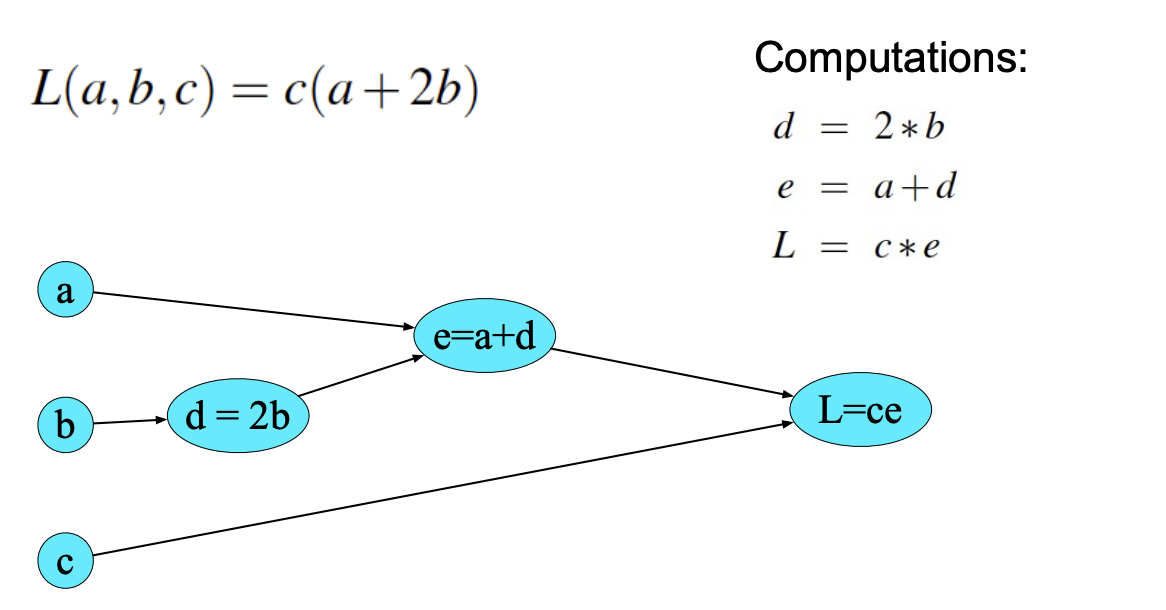 L(a,b,c) = c(a+2b)
Computations:
d = 2*b
e = a+d
L = c*e
a
e=a+d
b
d = 2b
L=ce
c